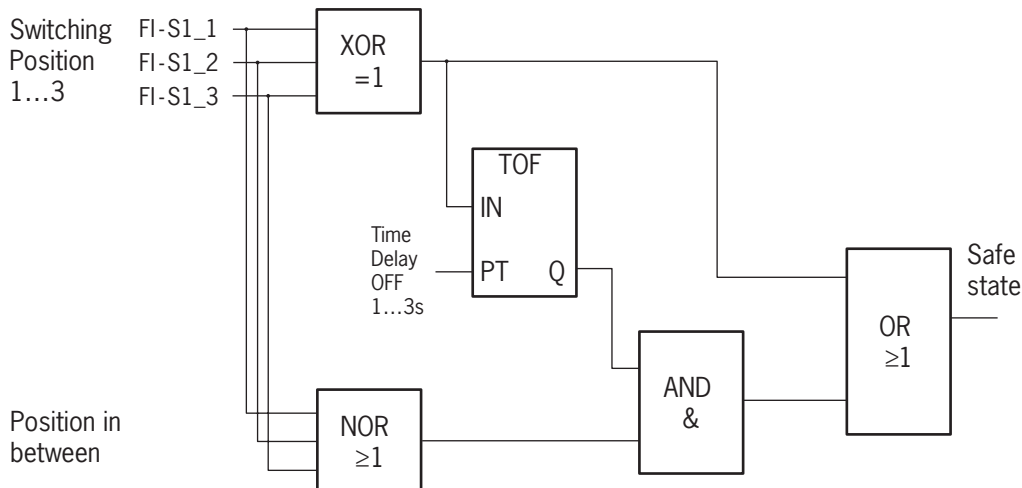 Switching
Position
1…3
FI-S1_1
FI-S1_2
FI-S1_3
XOR
=1
TOF
IN
PT Q
Time
Delay
OFF
1…3s
Safe
state
OR
≥1
AND
&
Position in
between
NOR
≥1